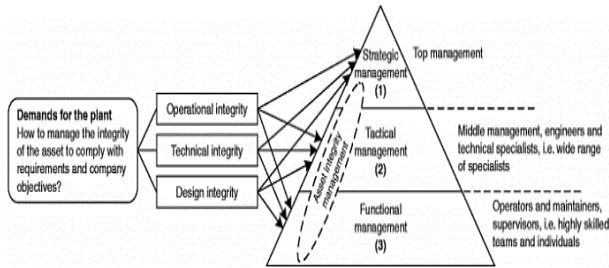 Demands for the plant
How to manage the integrity
of the asset to comply with
requirements and company
objectives?
Operational integrity
Technical integrity
Design integrity
Strategic
management
(1)
Asset integrity
management
Tactical
management
(2)
Functional
management
(3)
Top management
Middle management, engineers and
technical specialists, i.e. wide range
of specialists
Operators and maintainers,
supervisors, i.e. highly skilled
teams and individuals